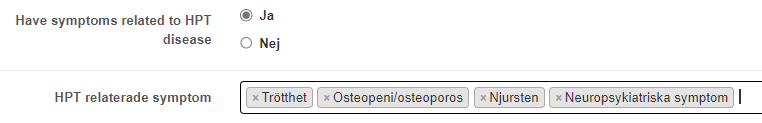 Have symptoms related to HPT disease
Ja
Nej
HPT relaterade symptom
× Trötthet × Osteopeni/osteoporos × Njursten × Neuropsykiatriska symptom